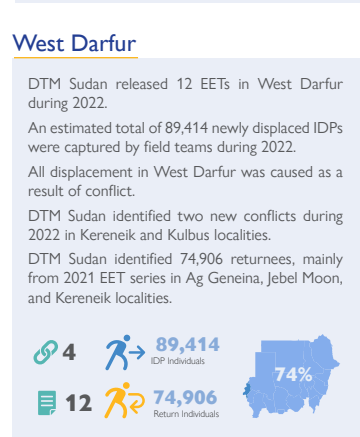 West Darfur
DTM Sudan released 12 EETs in West Darfur
during 2022.
An estimated total of 89,414 newly displaced IDPs
were captured by field teams during 2022.
All displacement in West Darfur was caused as a
result of conflict.
DTM Sudan identified two new conflicts during
2022 in Kereneik and Kulbus localities.
DTM Sudan identified 74,906 returnees, mainly
from 2021 EET series in Ag Geneina, Jebel Moon,
and Kereneik localities.
4
89,414
IDP Individuals
74%
12
74,906
Return Individuals